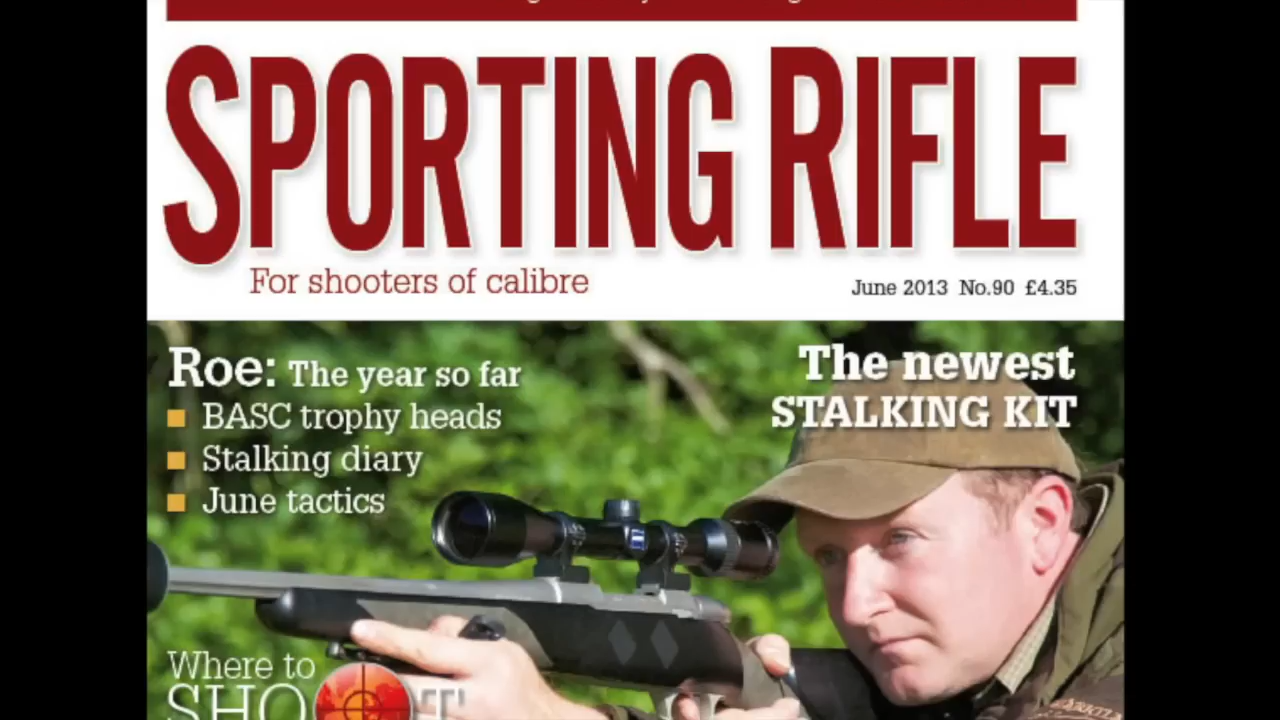 SPORTING RIFLE
For shooters of calibre
June 2013 No.90 £4.35
Roe: The year so far
BASC trophy heads
Stalking diary
June tactics
The newest
STALKING KIT
Where to
SHOOT